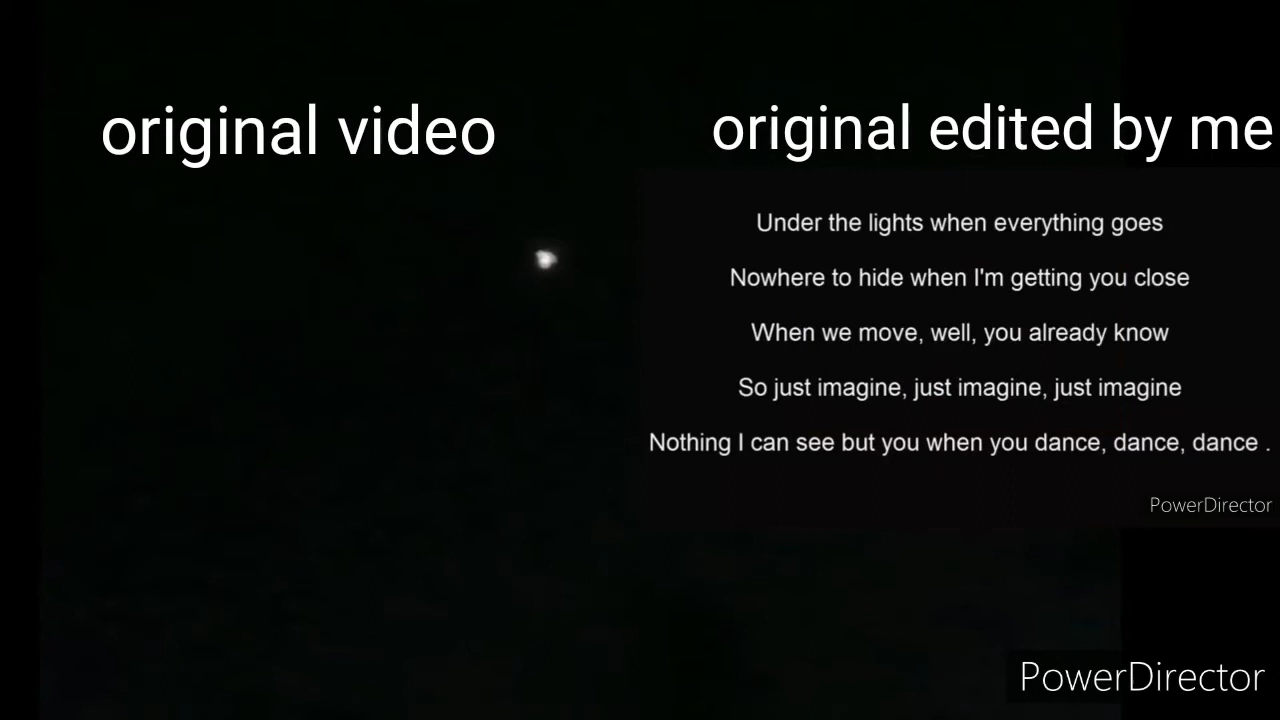 original video
original edited by me
Under the lights when everything goes
Nowhere to hide when I'm getting you close
When we move, well, you already know
So just imagine, just imagine, just imagine
Nothing I can see but you when you dance, dance, dance .
PowerDirector
PowerDirector